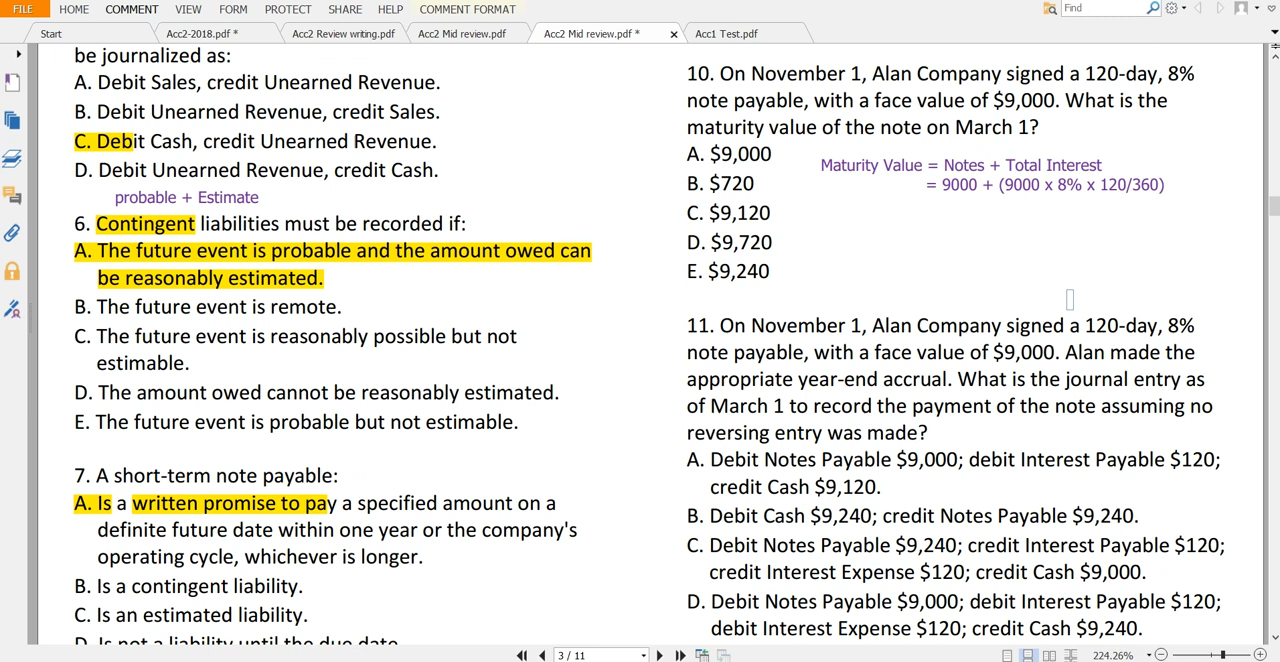 FILE HOME COMMENT VIEW FORM PROTECT SHARE HELP COMMENT FORMAT Find
Start Acc2-2018.pdf * Acc2 Review writing.pdf Acc2 Mid review.pdf Acc2 Mid review.pdf * Acc1 Test.pdf
be journalized as:
A. Debit Sales, credit Unearned Revenue.
B. Debit Unearned Revenue, credit Sales.
C. Debit Cash, credit Unearned Revenue.
D. Debit Unearned Revenue, credit Cash.
probable + Estimate
6. Contingent liabilities must be recorded if:
A. The future event is probable and the amount owed can
be reasonably estimated.
B. The future event is remote.
C. The future event is reasonably possible but not
estimable.
D. The amount owed cannot be reasonably estimated.
E. The future event is probable but not estimable.
7. A short-term note payable:
A. Is a written promise to pay a specified amount on a
definite future date within one year or the company's
operating cycle, whichever is longer.
B. Is a contingent liability.
C. Is an estimated liability.
D. Is not a liability until the due date.
10. On November 1, Alan Company signed a 120-day, 8%
note payable, with a face value of $9,000. What is the
maturity value of the note on March 1?
A. $9,000
B. $720
C. $9,120
D. $9,720
E. $9,240
Maturity Value = Notes + Total Interest
= 9000 + (9000 x 8% x 120/360)
11. On November 1, Alan Company signed a 120-day, 8%
note payable, with a face value of $9,000. Alan made the
appropriate year-end accrual. What is the journal entry as
of March 1 to record the payment of the note assuming no
reversing entry was made?
A. Debit Notes Payable $9,000; debit Interest Payable $120;
credit Cash $9,120.
B. Debit Cash $9,240; credit Notes Payable $9,240.
C. Debit Notes Payable $9,240; credit Interest Payable $120;
credit Interest Expense $120; credit Cash $9,000.
D. Debit Notes Payable $9,000; debit Interest Payable $120;
debit Interest Expense $120; credit Cash $9,240.
3 / 11 224.26%